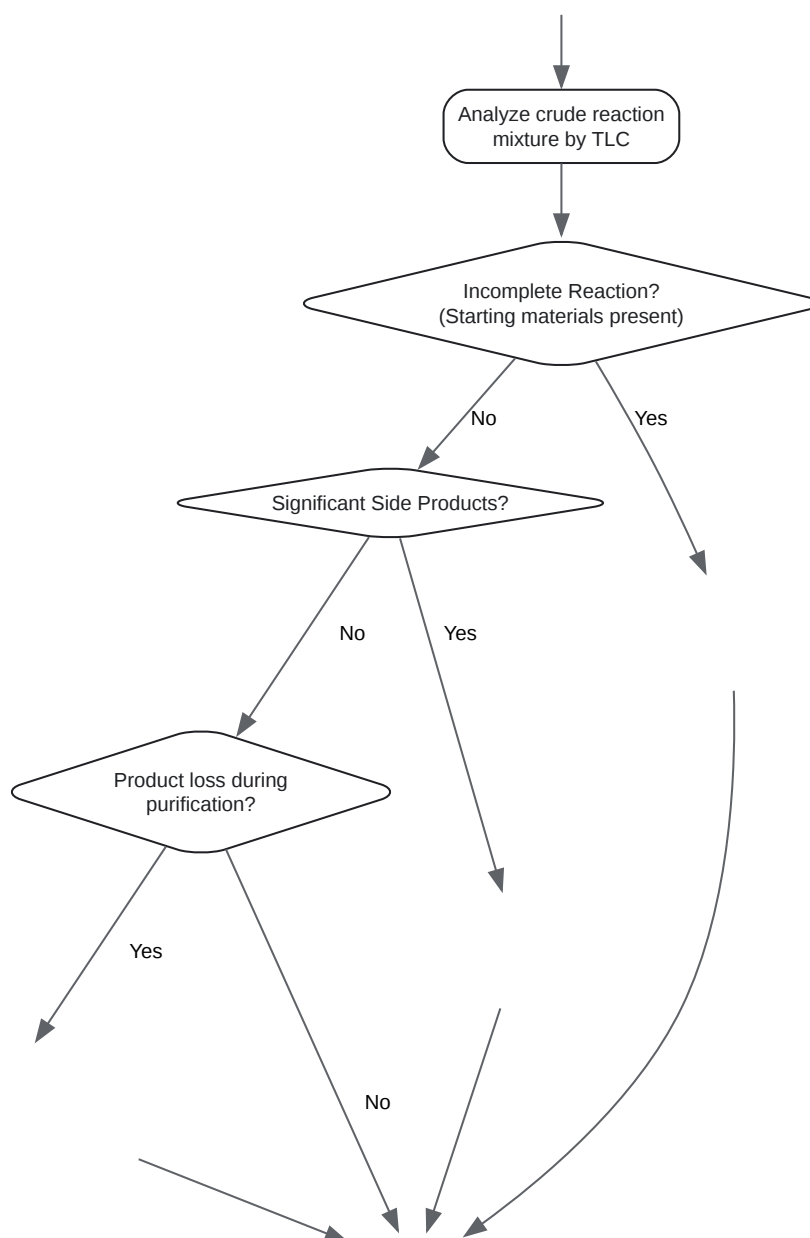 Analyze crude reaction
mixture by TLC
Incomplete Reaction?
(Starting materials present)
No
Yes
Significant Side Products?
No
Yes
Product loss during
purification?
Yes
No